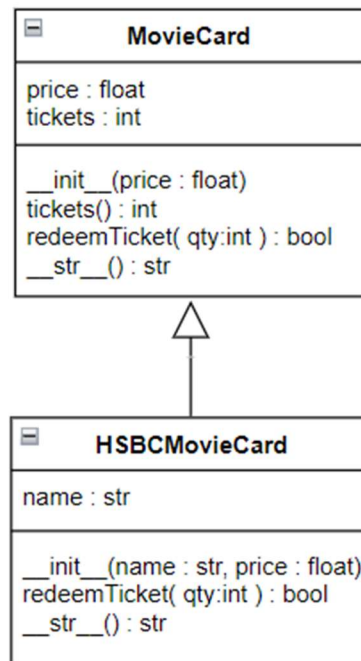 MovieCard
price : float
tickets : int
__init__(price : float)
tickets() : int
redeemTicket( qty:int ) : bool
__str__() : str
HSBCMovieCard
name : str
__init__(name : str, price : float)
redeemTicket( qty:int ) : bool
__str__() : str